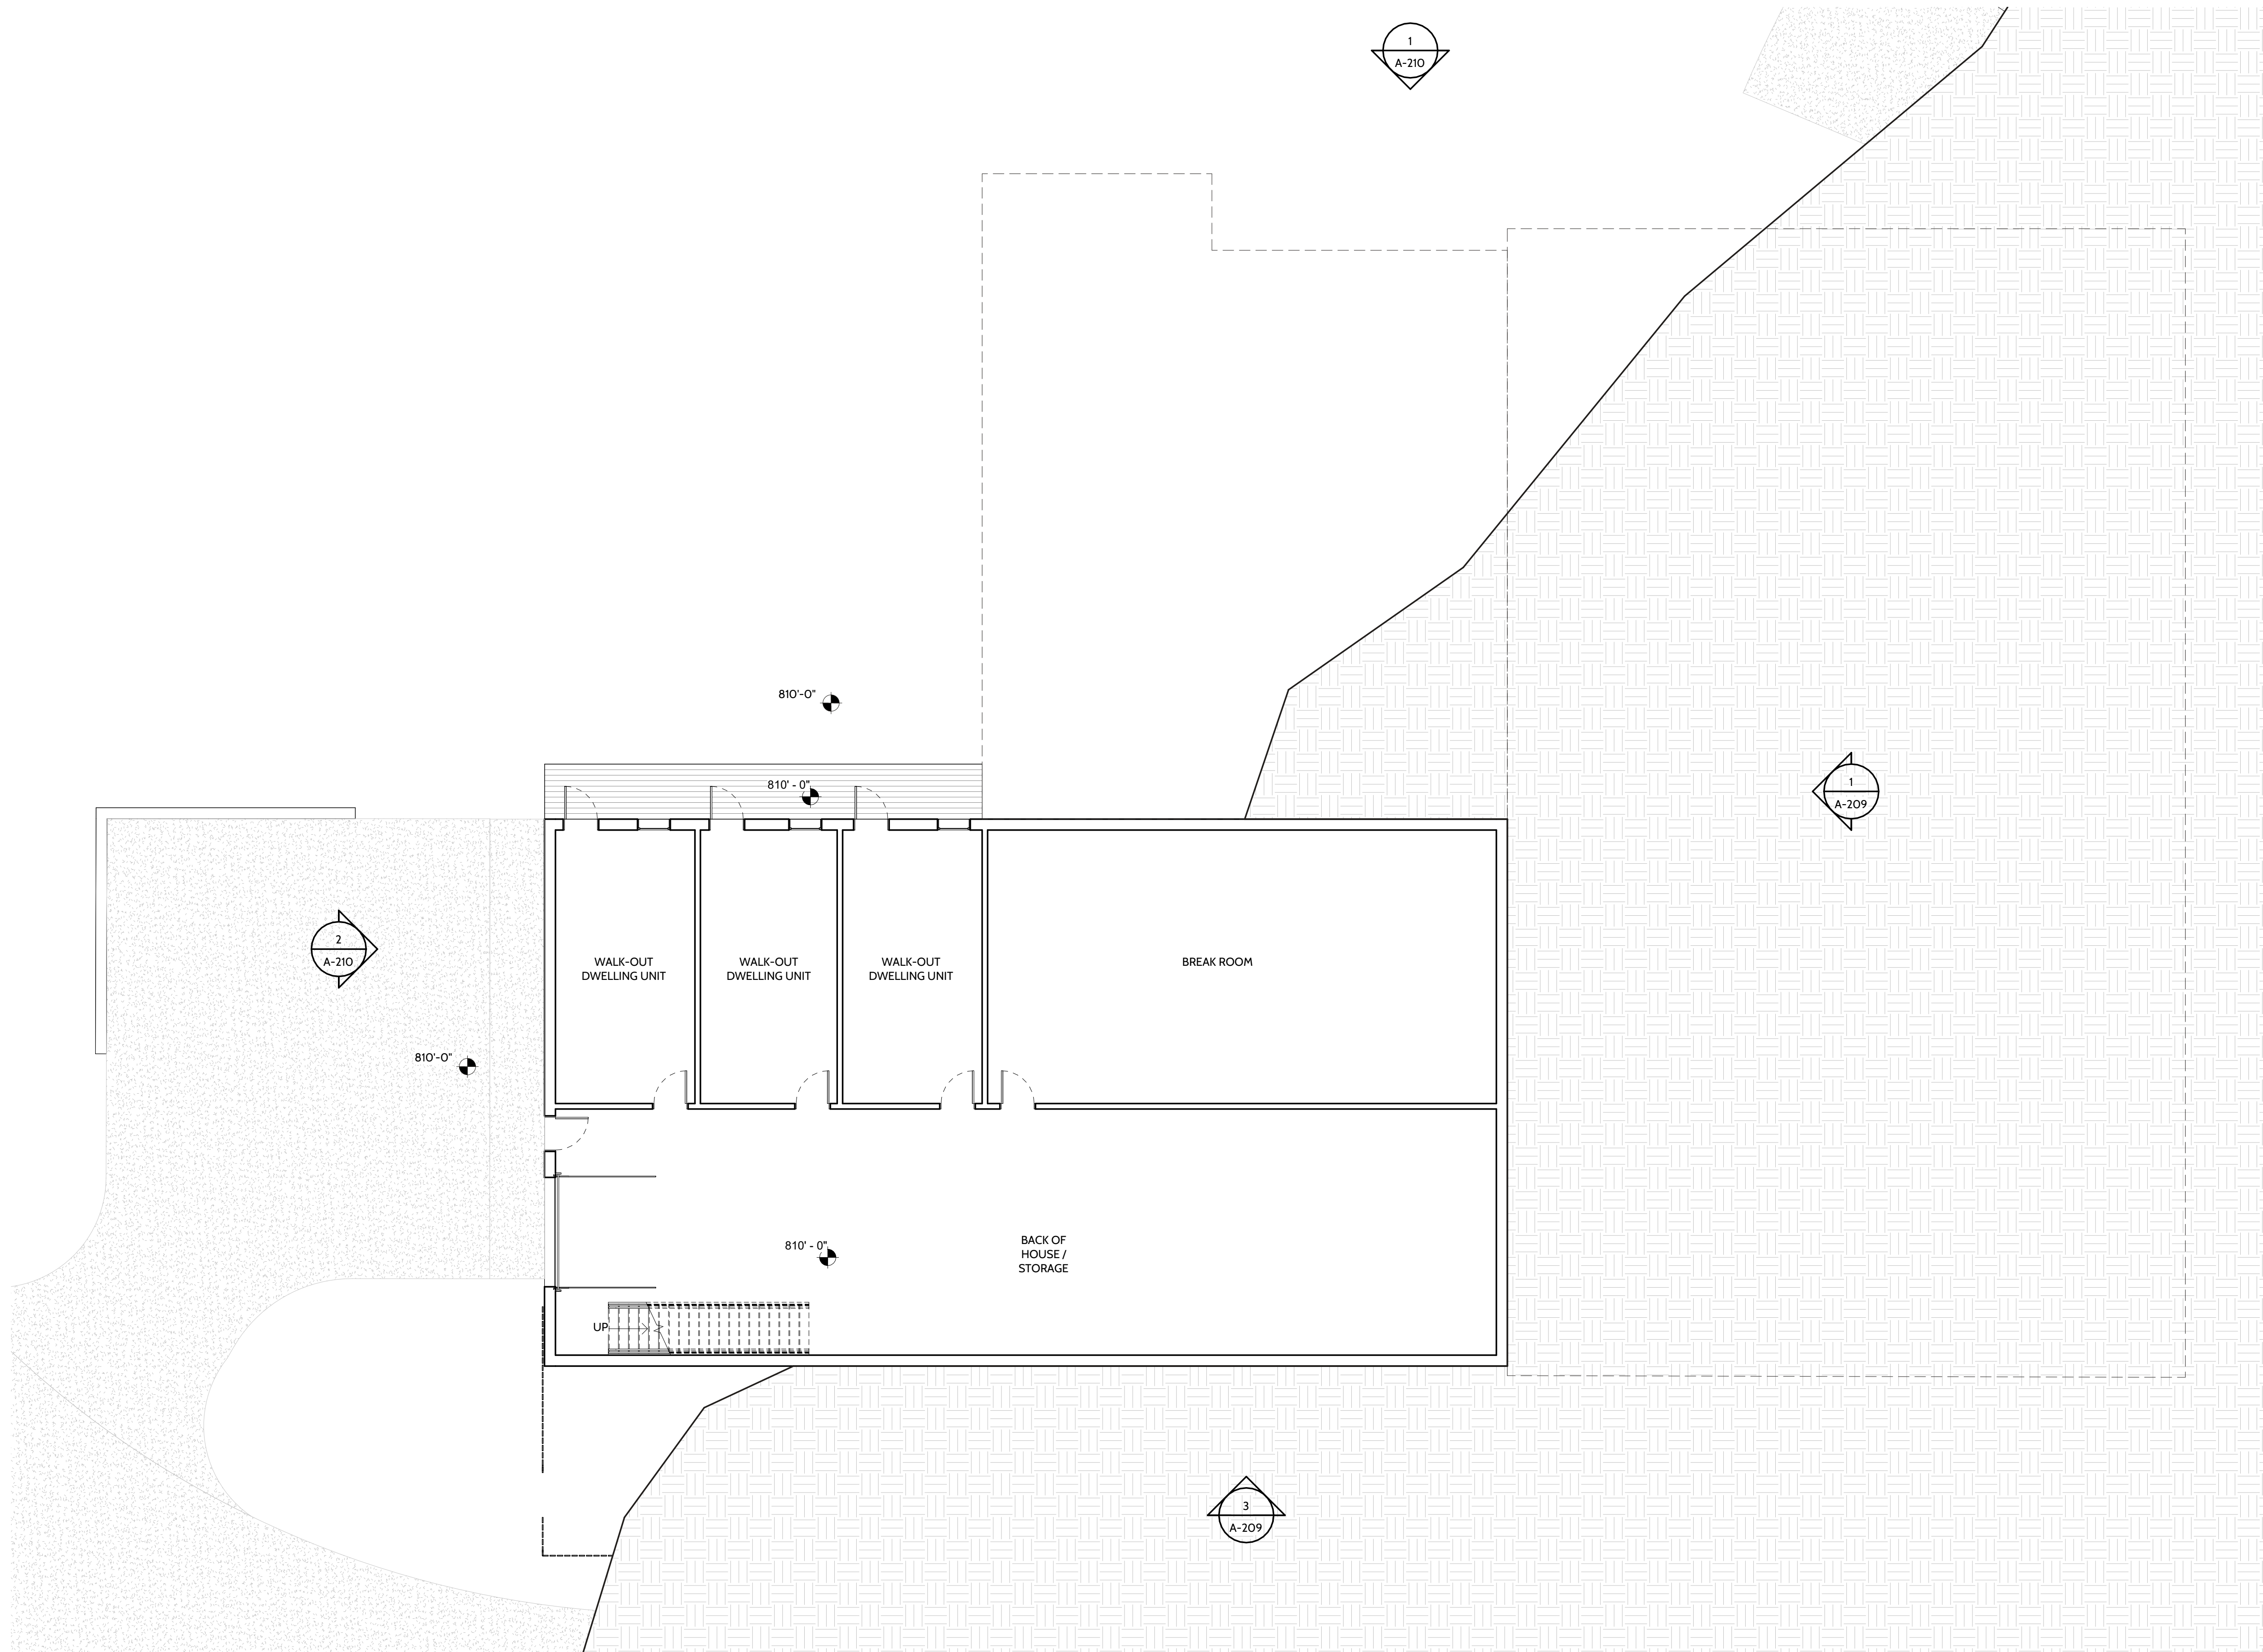 1
A-210
810'-0"
810' - 0"
1
A-209
2
A-210
WALK-OUT
DWELLING UNIT
WALK-OUT
DWELLING UNIT
WALK-OUT
DWELLING UNIT
BREAK ROOM
810'-0"
810' - 0"
BACK OF
HOUSE /
STORAGE
UP
3
A-209